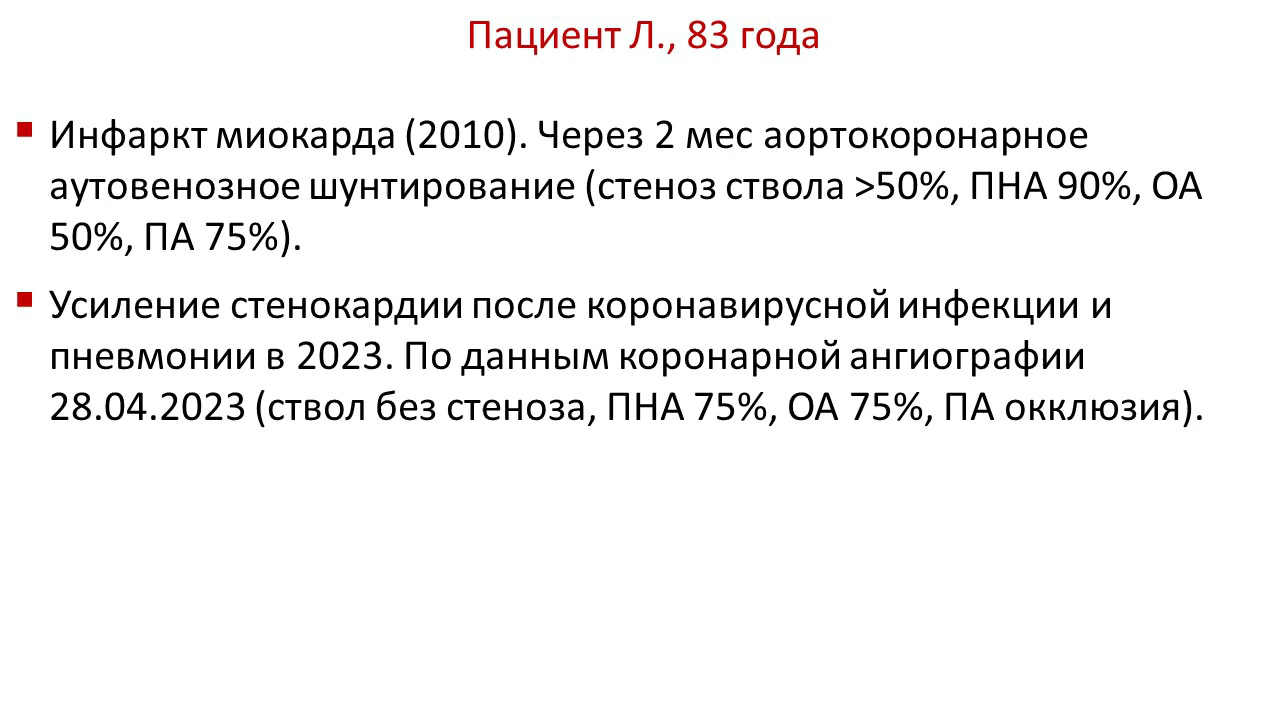 Пациент Л., 83 года
Инфаркт миокарда (2010). Через 2 мес аортокоронарное
аутовенозное шунтирование (стеноз ствола >50%, ПНА 90%, ОА
50%, ПА 75%).
Усиление стенокардии после коронавирусной инфекции и
пневмонии в 2023. По данным коронарной ангиографии
28.04.2023 (ствол без стеноза, ПНА 75%, ОА 75%, ПА окклюзия).